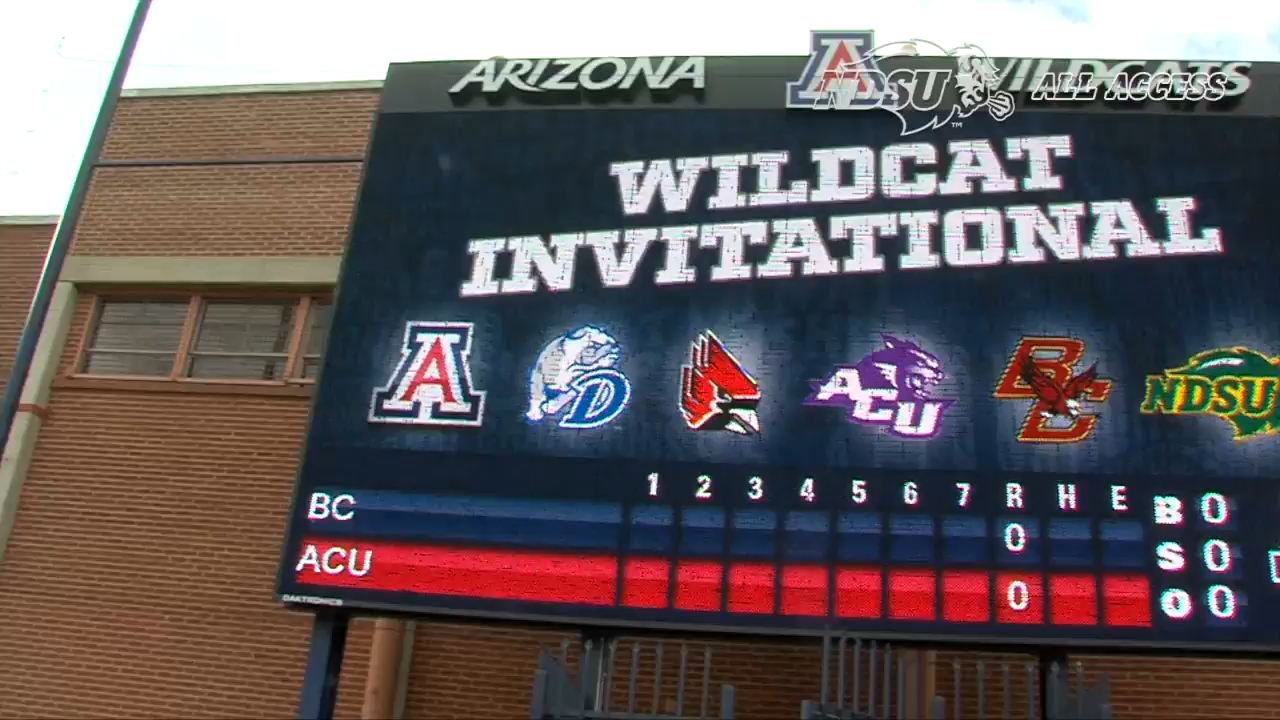 ARIZONA A WILDCATS
NDSU ALL ACCESS
™
WILDCAT
INVITATIONAL
A D ACU BC NDSU
1 2 3 4 5 6 7 R H E B 0
BC 0 S 0
ACU 0 O 0
DAKTRONICS